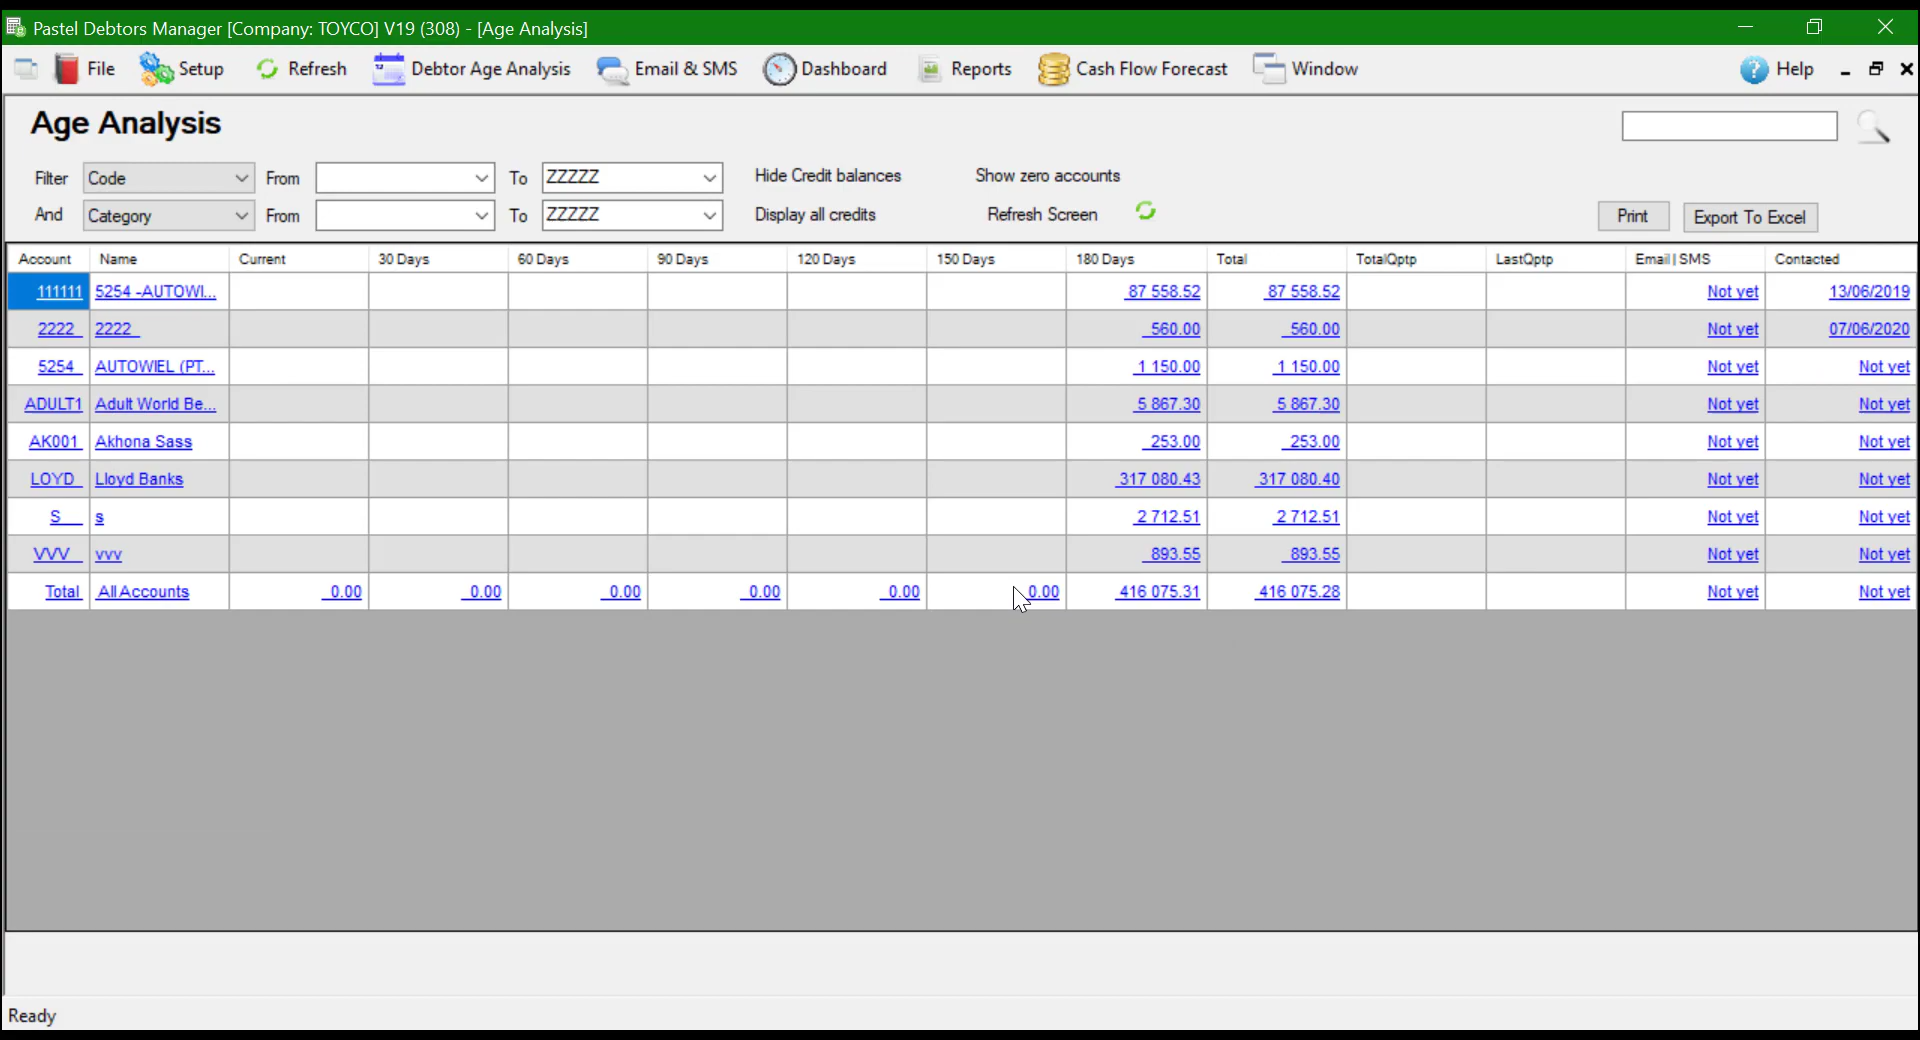 Pastel Debtors Manager [Company: TOYCO] V19 (308) - [Age Analysis]
File Setup Refresh Debtor Age Analysis Email & SMS Dashboard Reports Cash Flow Forecast Window Help
Age Analysis
Filter Code From To ZZZZZ Hide Credit balances Show zero accounts
And Category From To ZZZZZ Display all credits Refresh Screen Print Export To Excel
Account Name Current 30 Days 60 Days 90 Days 120 Days 150 Days 180 Days Total TotalQptp LastQptp Email | SMS Contacted
111111 5254 -AUTOWI... 87 558.52 87 558.52 Not yet 13/06/2019
2222 2222 560.00 560.00 Not yet 07/06/2020
5254 AUTOWIEL (PT... 1 150.00 1 150.00 Not yet Not yet
ADULT1 Adult World Be... 5 867.30 5 867.30 Not yet Not yet
AK001 Akhona Sass 253.00 253.00 Not yet Not yet
LOYD Lloyd Banks 317 080.43 317 080.40 Not yet Not yet
S s 2 712.51 2 712.51 Not yet Not yet
VVV vvv 893.55 893.55 Not yet Not yet
Total All Accounts 0.00 0.00 0.00 0.00 0.00 0.00 416 075.31 416 075.28 Not yet Not yet
Ready